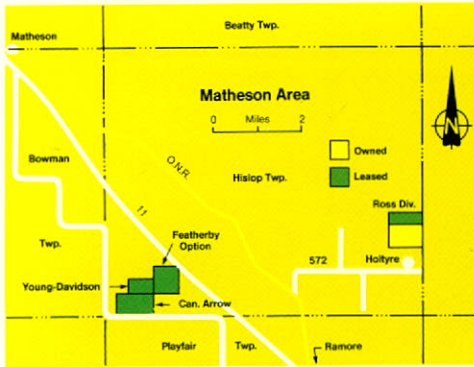 Beatty Twp.
Matheson
Matheson Area
0 Miles 2
N
Owned
Leased
Bowman
O.N.R.
Hislop Twp.
Ross Div.
11
Twp.
Featherby
Option
572
Holtyre
Young-Davidson
Can. Arrow
Playfair Twp.
Ramore